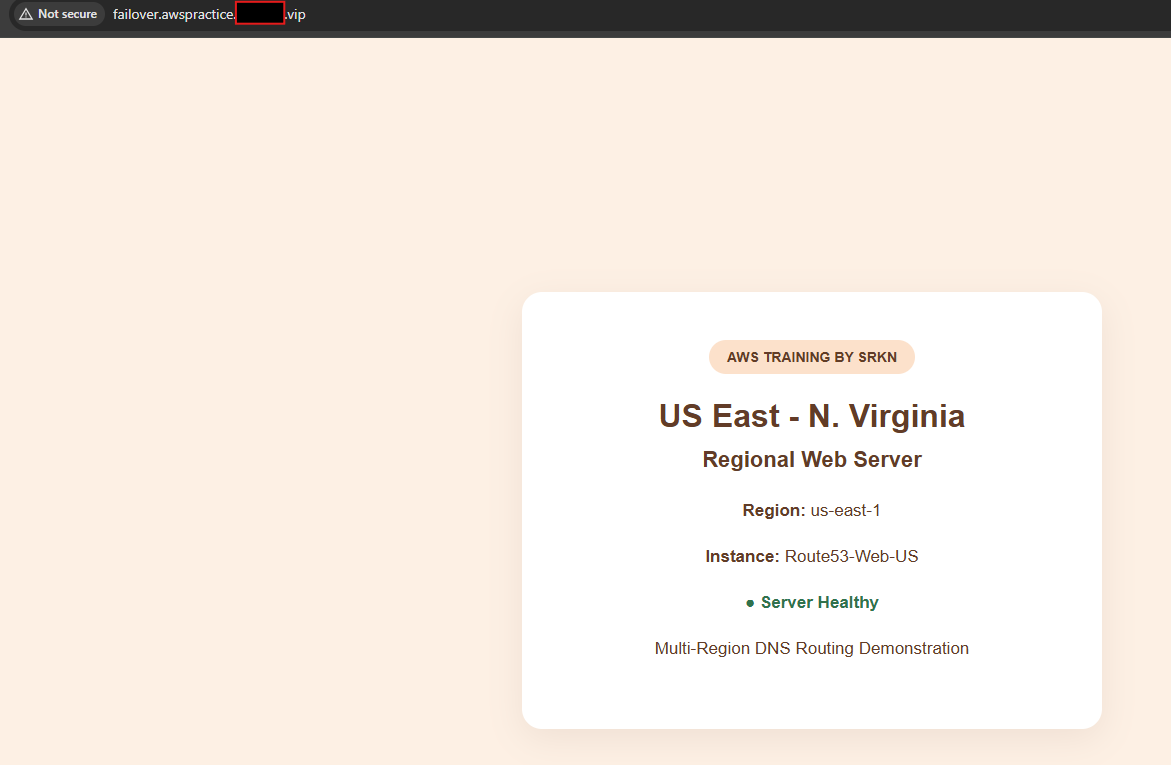 Not secure failover.awspractice. .vip
AWS TRAINING BY SRKN
US East - N. Virginia
Regional Web Server
Region: us-east-1
Instance: Route53-Web-US
● Server Healthy
Multi-Region DNS Routing Demonstration